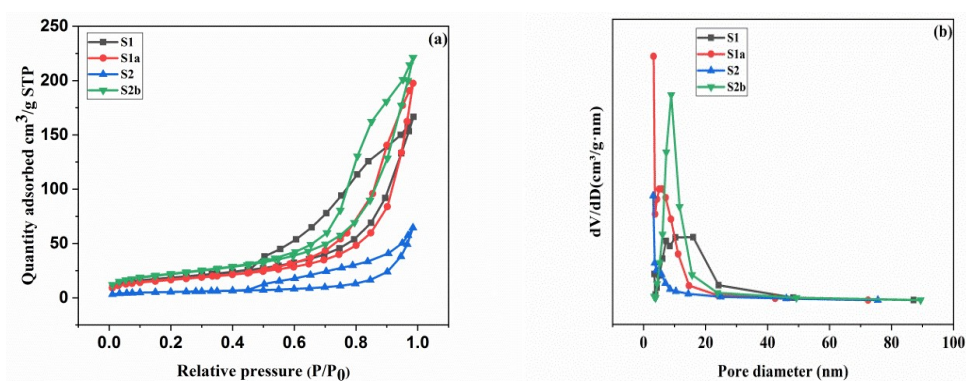 (a)
S1
S1a
S2
S2b
Quantity adsorbed cm³/g STP
250
200
150
100
50
0
0.0 0.2 0.4 0.6 0.8 1.0
Relative pressure (P/P₀)
(b)
S1
S1a
S2
S2b
dV/dD(cm³/g·nm)
0 20 40 60 80 100
Pore diameter (nm)